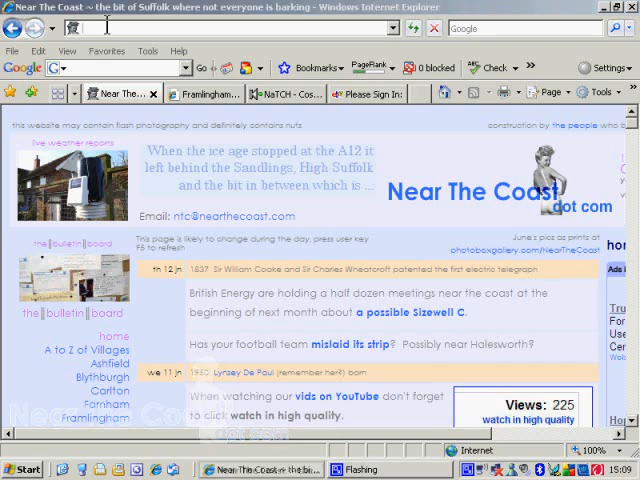 Near The Coast ~ the bit of Suffolk where not everyone is barking - Windows Internet Explorer
Google
File Edit View Favorites Tools Help
Google G Go Bookmarks PageRank 0 blocked Check Settings
Near The... Framlingham... NaTCH - Cos... Please Sign In: Page Tools
this website may contain flash photography and definitely contains nuts
construction by the people who b
live weather reports
When the ice age stopped at the A12 it
left behind the Sandlings, High Suffolk
and the bit in between which is ...
Near The Coast
dot com
Email: ntc@nearthecoast.com
This page is likely to change during the day, press user key
F5 to refresh
June's pics as prints at
photoboxgallery.com/NearTheCoast
the║bulletin║board
the║bulletin║board
home
A to Z of Villages
Ashfield
Blythburgh
Carlton
Farnham
Framlingham
th 12 jn 1837 Sir William Cooke and Sir Charles Wheatcroft patented the first electric telegraph
British Energy are holding a half dozen meetings near the coast at the
beginning of next month about a possible Sizewell C.
Has your football team mislaid its strip? Possibly near Halesworth?
we 11 jn 1950 Lynsey De Paul (remember her?) born
When watching our vids on YouTube don't forget
to click watch in high quality.
Views: 225
watch in high quality
hor
Ads
For
Use
Near The Co
dot com
Internet 100%
Start Near The Coast ~ the bi... Flashing 15:09